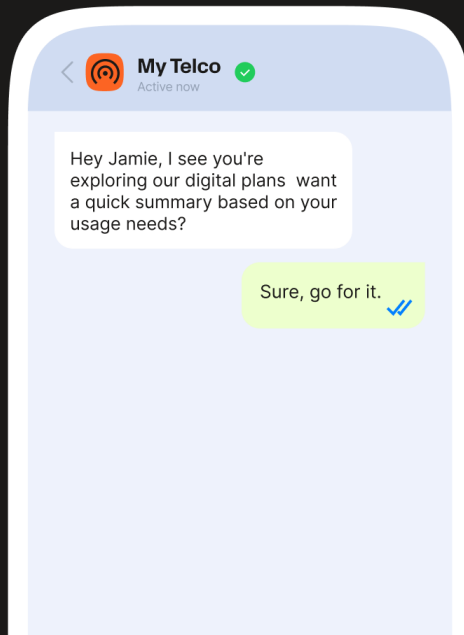 My Telco
Active now
Hey Jamie, I see you're
exploring our digital plans  want
a quick summary based on your
usage needs?
Sure, go for it.